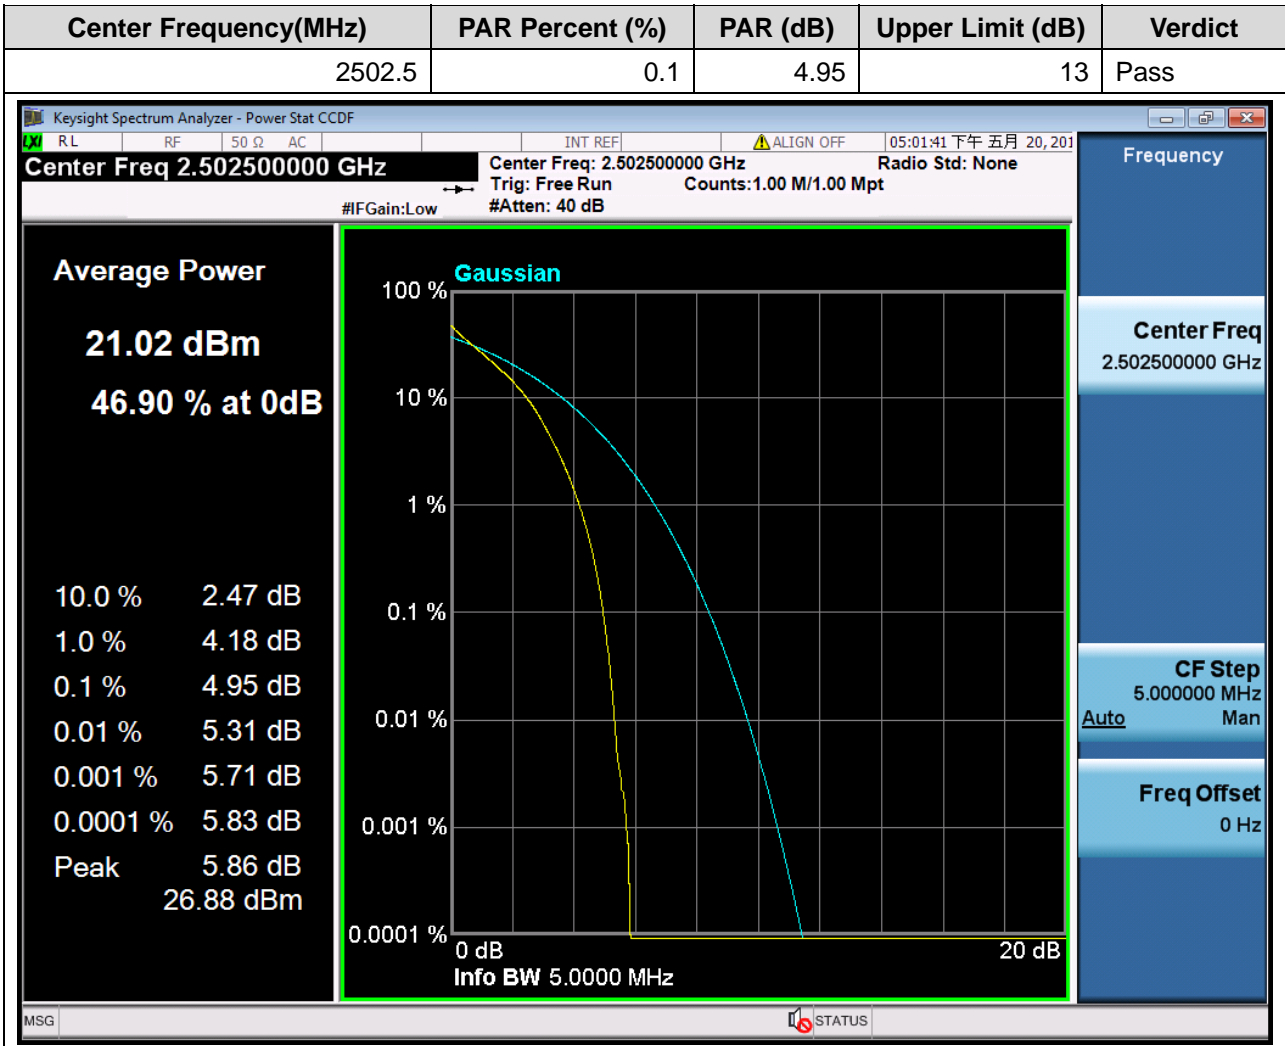 Center Frequency(MHz) PAR Percent (%) PAR (dB) Upper Limit (dB) Verdict
2502.5 0.1 4.95 13 Pass
Keysight Spectrum Analyzer - Power Stat CCDF
LXI RL RF 50 Ω AC INT REF ALIGN OFF 05:01:41 下午 五月 20, 201
Center Freq 2.502500000 GHz
Center Freq: 2.502500000 GHz Radio Std: None
Trig: Free Run Counts:1.00 M/1.00 Mpt
#IFGain:Low #Atten: 40 dB
Frequency
Average Power
21.02 dBm
46.90 % at 0dB
10.0 % 2.47 dB
1.0 % 4.18 dB
0.1 % 4.95 dB
0.01 % 5.31 dB
0.001 % 5.71 dB
0.0001 % 5.83 dB
Peak 5.86 dB
26.88 dBm
Gaussian
100 %
10 %
1 %
0.1 %
0.01 %
0.001 %
0.0001 %
0 dB 20 dB
Info BW 5.0000 MHz
Center Freq
2.502500000 GHz
CF Step
5.000000 MHz
Auto Man
Freq Offset
0 Hz
MSG STATUS